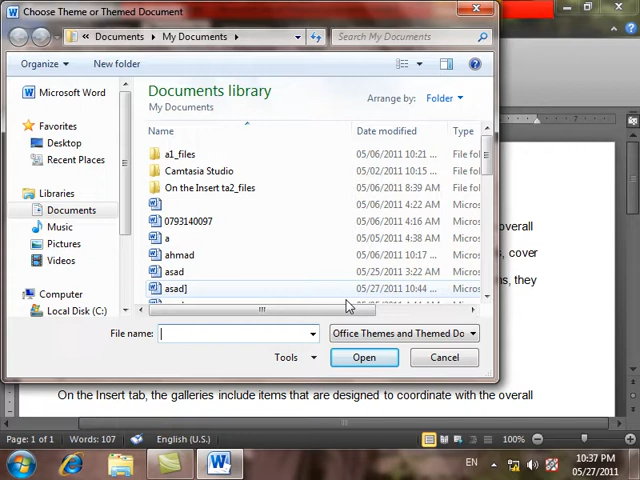 Choose Theme or Themed Document
Documents
My Documents
Search My Documents
Organize
New folder
Microsoft Word
Favorites
Desktop
Recent Places
Libraries
Documents
Music
Pictures
Videos
Computer
Local Disk (C:)
Documents library
My Documents
Arrange by: Folder
Name Date modified Type
a1_files 05/06/2011 10:21 ... File fo
Camtasia Studio 05/02/2011 10:15 ... File fo
On the Insert ta2_files 05/06/2011 8:39 AM File fo
05/06/2011 4:22 AM Micros
0793140097 05/06/2011 4:16 AM Micros
a 05/05/2011 4:38 AM Micros
ahmad 05/06/2011 10:17 ... Micros
asad 05/25/2011 3:22 AM Micros
asad] 05/27/2011 10:44 ... Micros
File name:
Office Themes and Themed Do
Tools
Open
Cancel
overall
, cover
s, they
On the Insert tab, the galleries include items that are designed to coordinate with the overall
Page: 1 of 1
Words: 107
English (U.S.)
100%
EN
10:37 PM
05/27/2011